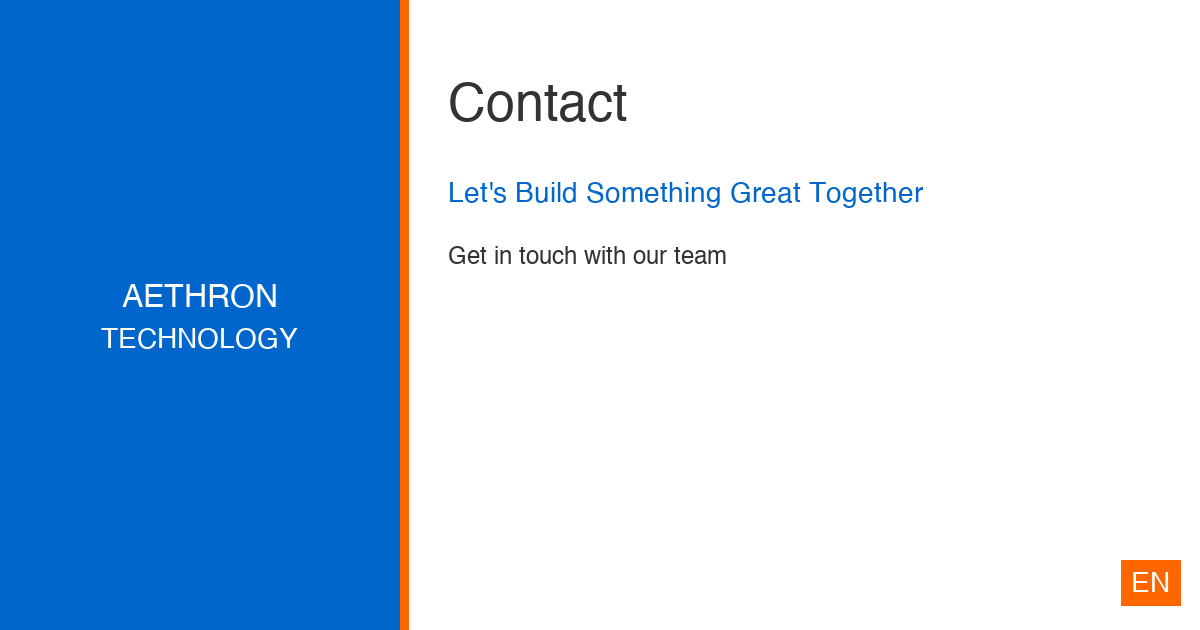 AETHRON
TECHNOLOGY
Contact
Let's Build Something Great Together
Get in touch with our team
EN